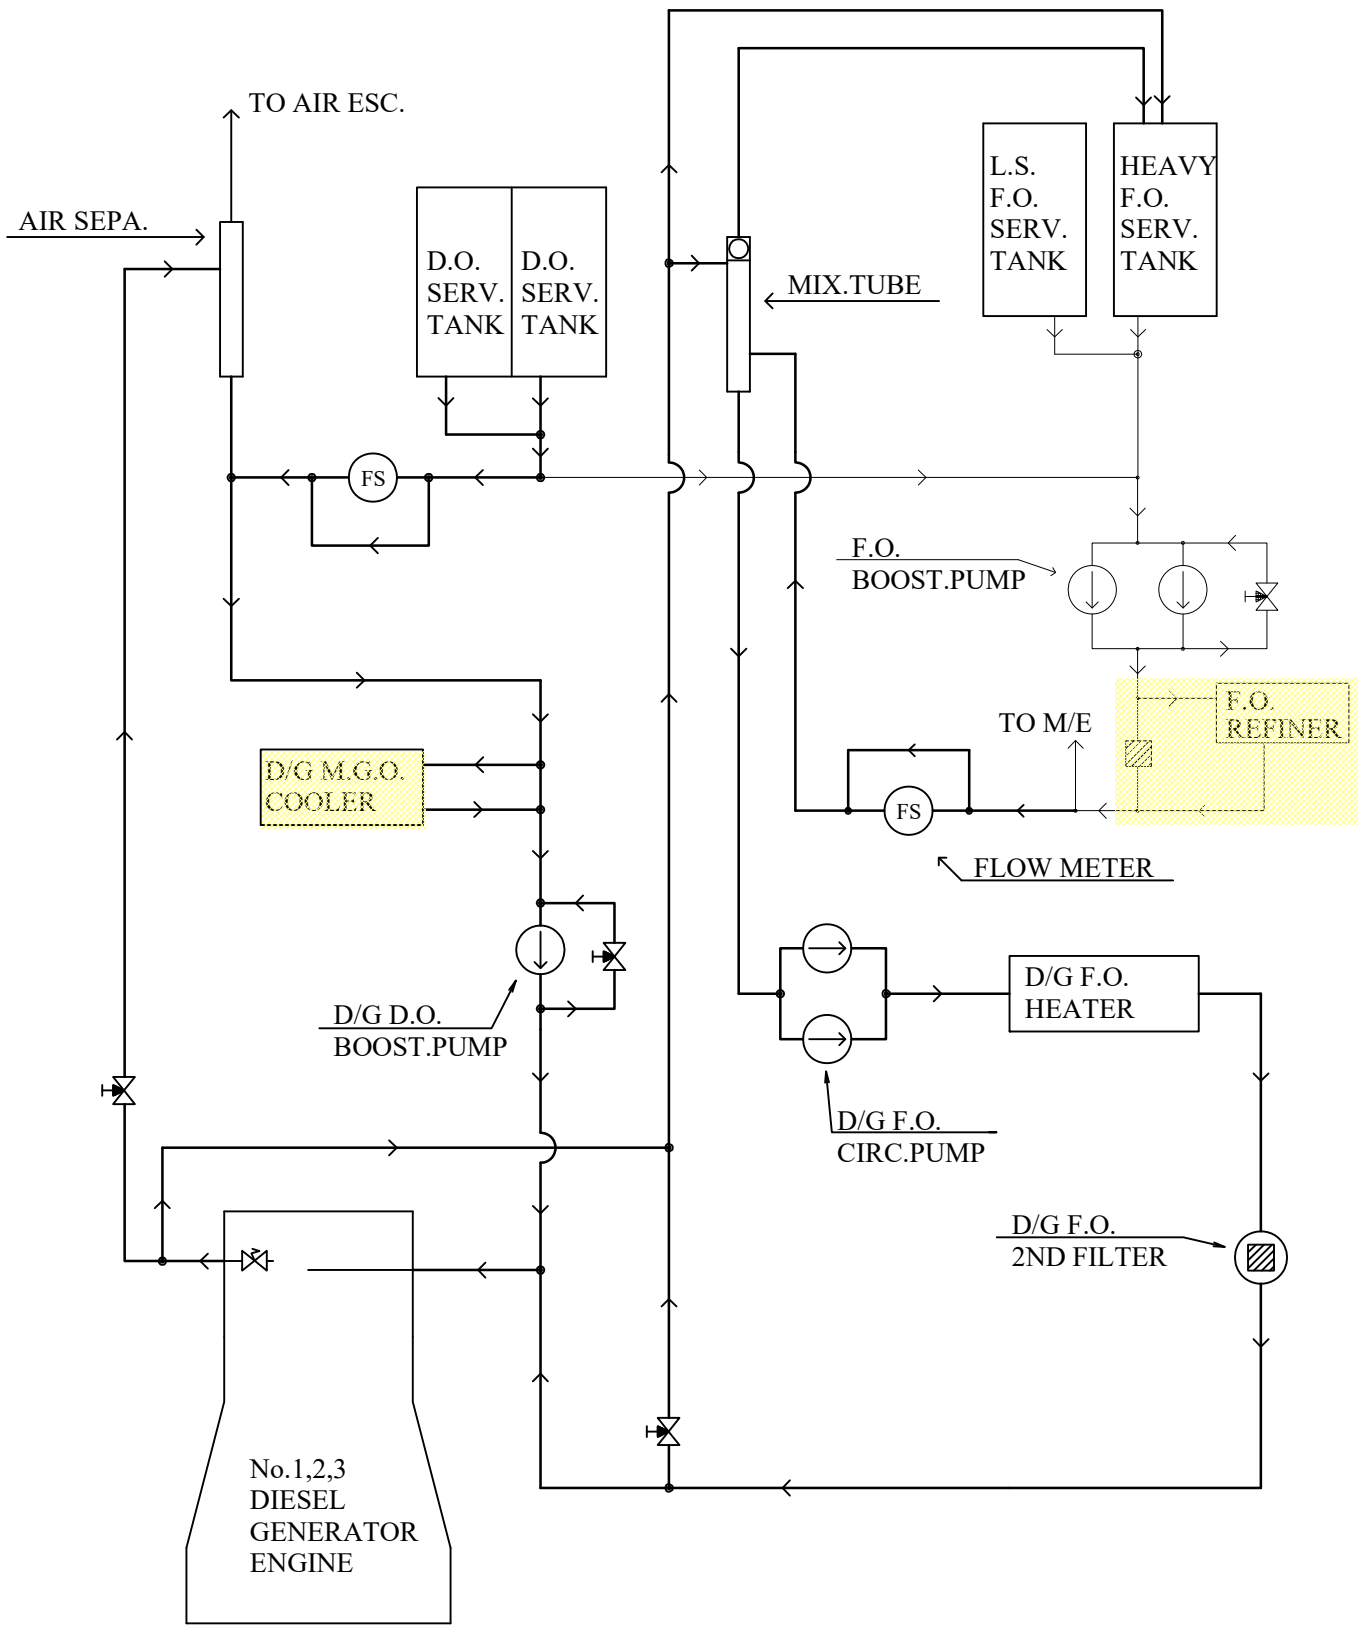 TO AIR ESC.
AIR SEPA.
D.O.
SERV.
TANK
D.O.
SERV.
TANK
L.S.
F.O.
SERV.
TANK
HEAVY
F.O.
SERV.
TANK
MIX.TUBE
FS
F.O.
BOOST.PUMP
F.O.
REFINER
TO M/E
D/G M.G.O.
COOLER
FS
FLOW METER
D/G D.O.
BOOST.PUMP
D/G F.O.
HEATER
D/G F.O.
CIRC.PUMP
D/G F.O.
2ND FILTER
No.1,2,3
DIESEL
GENERATOR
ENGINE